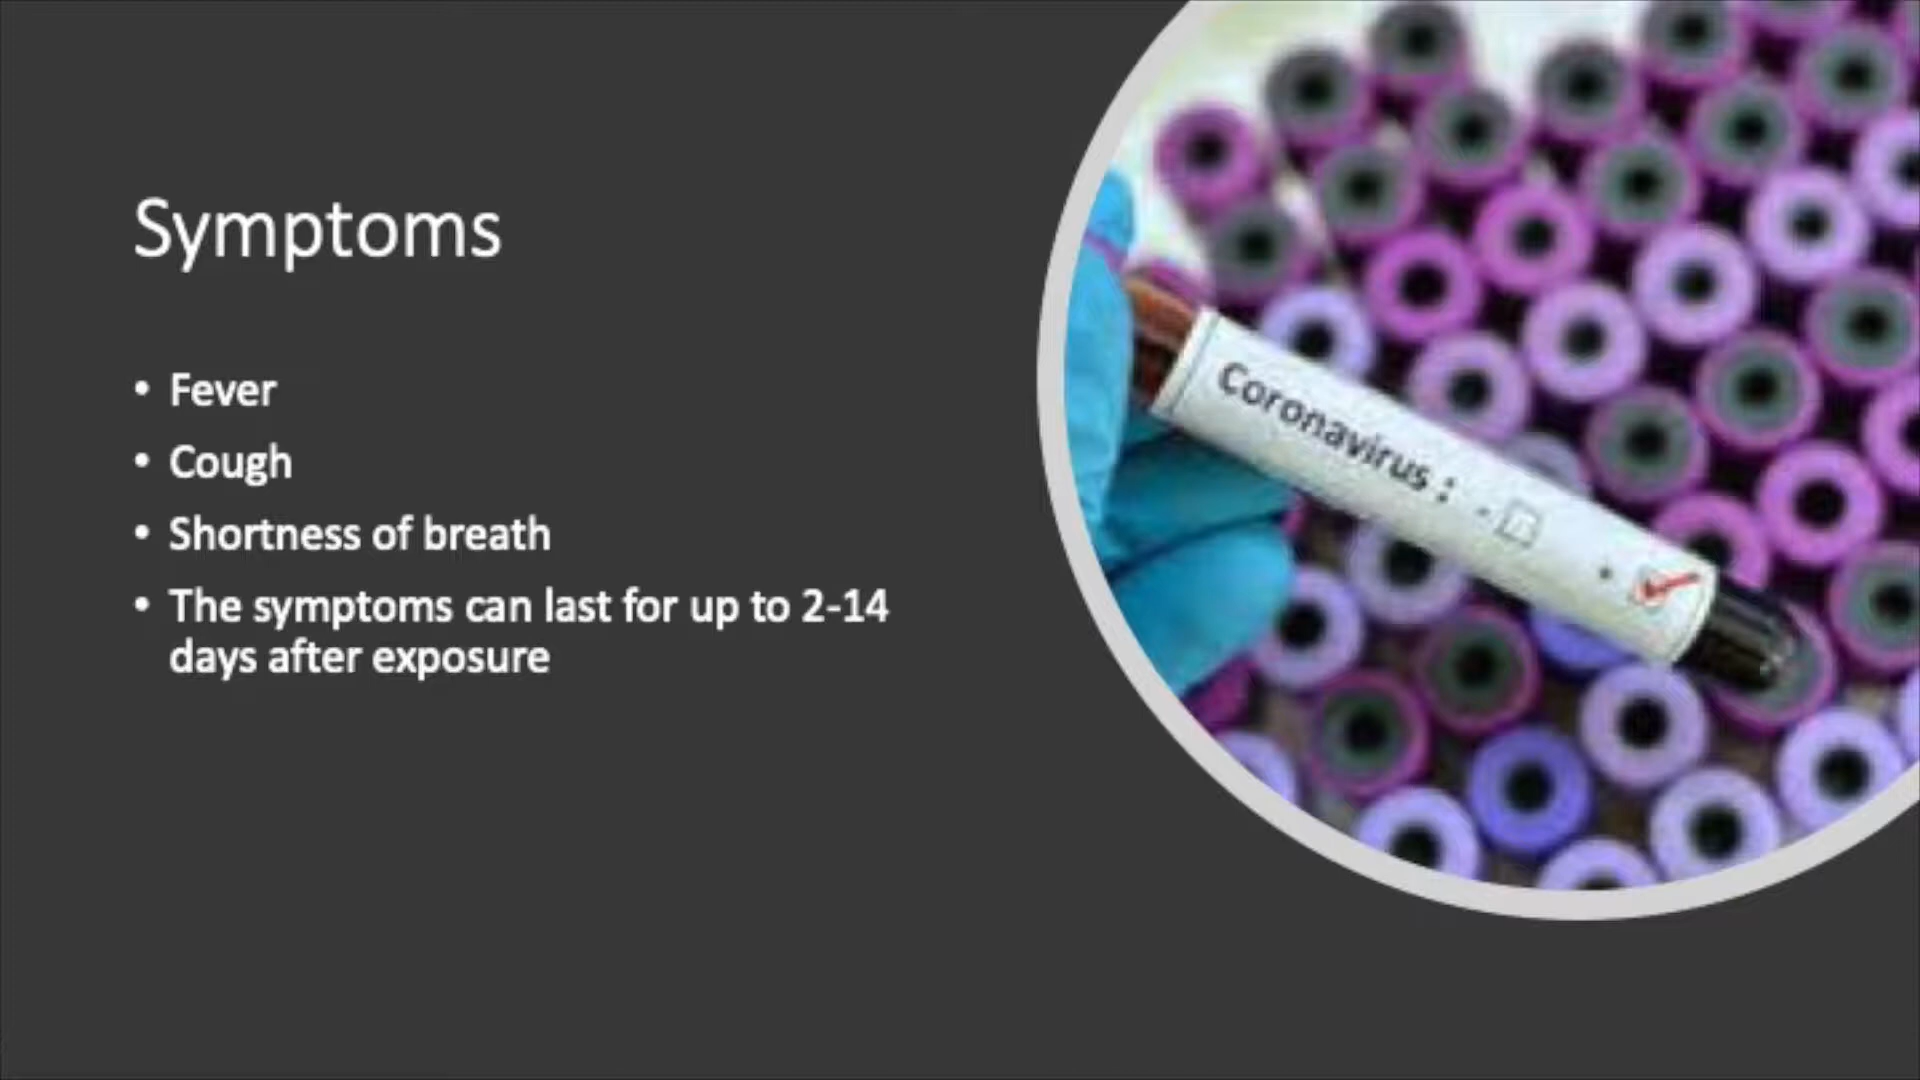 Symptoms
• Fever
• Cough
• Shortness of breath
• The symptoms can last for up to 2-14
days after exposure
Coronavirus :